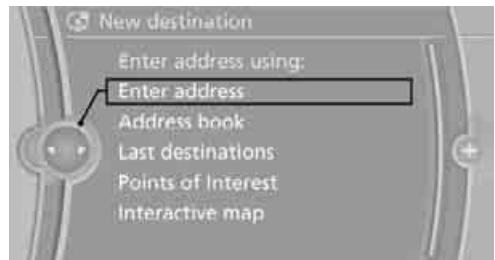 New destination
Enter address using:
Enter address
Address book
Last destinations
Points of Interest
Interactive map